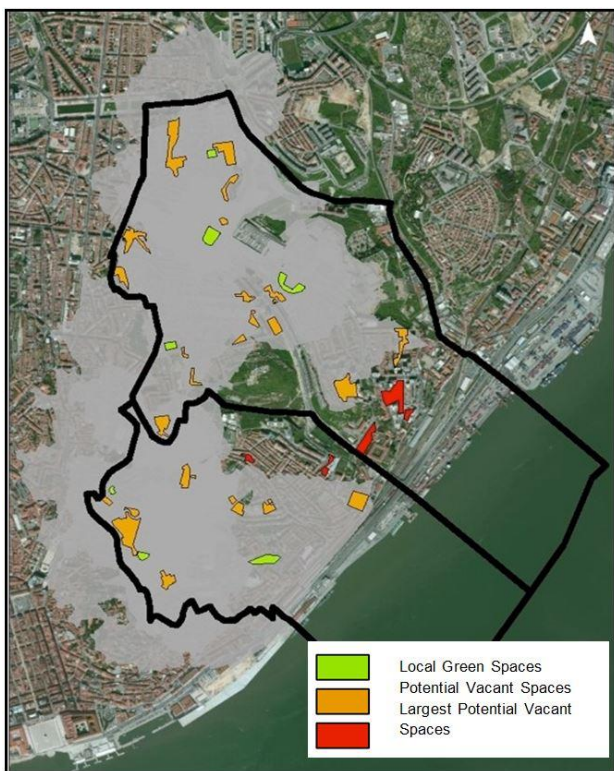 Local Green Spaces
Potential Vacant Spaces
Largest Potential Vacant
Spaces